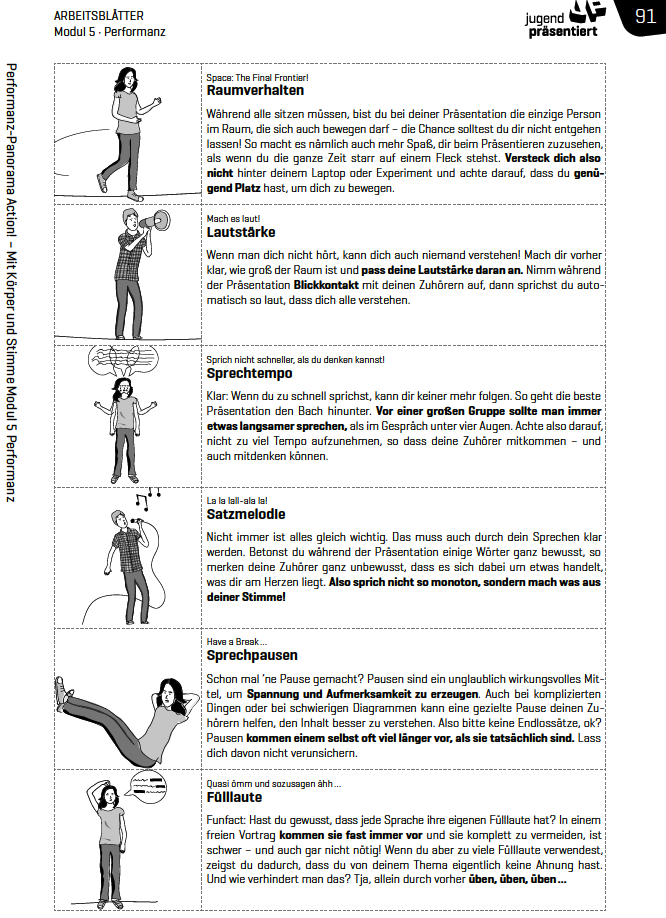 ARBEITSBLÄTTER
Modul 5 · Performanz
jugend
präsentiert
91
Performanz-Panorama Action! – Mit Körper und Stimme Modul 5 Performanz
Space: The Final Frontier!
Raumverhalten
Während alle sitzen müssen, bist du bei deiner Präsentation die einzige Person
im Raum, die sich auch bewegen darf – die Chance solltest du dir nicht entgehen
lassen! So macht es nämlich auch mehr Spaß, dir beim Präsentieren zuzusehen,
als wenn du die ganze Zeit starr auf einem Fleck stehst. Versteck dich also
nicht hinter deinem Laptop oder Experiment und achte darauf, dass du genü-
gend Platz hast, um dich zu bewegen.
Mach es laut!
Lautstärke
Wenn man dich nicht hört, kann dich auch niemand verstehen! Mach dir vorher
klar, wie groß der Raum ist und pass deine Lautstärke daran an. Nimm während
der Präsentation Blickkontakt mit deinen Zuhörern auf, dann sprichst du auto-
matisch so laut, dass dich alle verstehen.
Sprich nicht schneller, als du denken kannst!
Sprechtempo
Klar: Wenn du zu schnell sprichst, kann dir keiner mehr folgen. So geht die beste
Präsentation den Bach hinunter. Vor einer großen Gruppe sollte man immer
etwas langsamer sprechen, als im Gespräch unter vier Augen. Achte also darauf,
nicht zu viel Tempo aufzunehmen, so dass deine Zuhörer mitkommen – und
auch mitdenken können.
La la lall-ala la!
Satzmelodie
Nicht immer ist alles gleich wichtig. Das muss auch durch dein Sprechen klar
werden. Betonst du während der Präsentation einige Wörter ganz bewusst, so
merken deine Zuhörer ganz unbewusst, dass es sich dabei um etwas handelt,
was dir am Herzen liegt. Also sprich nicht so monoton, sondern mach was aus
deiner Stimme!
Have a Break ...
Sprechpausen
Schon mal 'ne Pause gemacht? Pausen sind ein unglaublich wirkungsvolles Mit-
tel, um Spannung und Aufmerksamkeit zu erzeugen. Auch bei komplizierten
Dingen oder bei schwierigen Diagrammen kann eine gezielte Pause deinen Zu-
hörern helfen, den Inhalt besser zu verstehen. Also bitte keine Endlossätze, ok?
Pausen kommen einem selbst oft viel länger vor, als sie tatsächlich sind. Lass
dich davon nicht verunsichern.
Quasi ömm und sozusagen ähh ...
Füllaute
Funfact: Hast du gewusst, dass jede Sprache ihre eigenen Füllaute hat? In einem
freien Vortrag kommen sie fast immer vor und sie komplett zu vermeiden, ist
schwer – und auch gar nicht nötig! Wenn du aber zu viele Füllaute verwendest,
zeigst du dadurch, dass du von deinem Thema eigentlich keine Ahnung hast.
Und wie verhindert man das? Tja, allein durch vorher üben, üben, üben ...